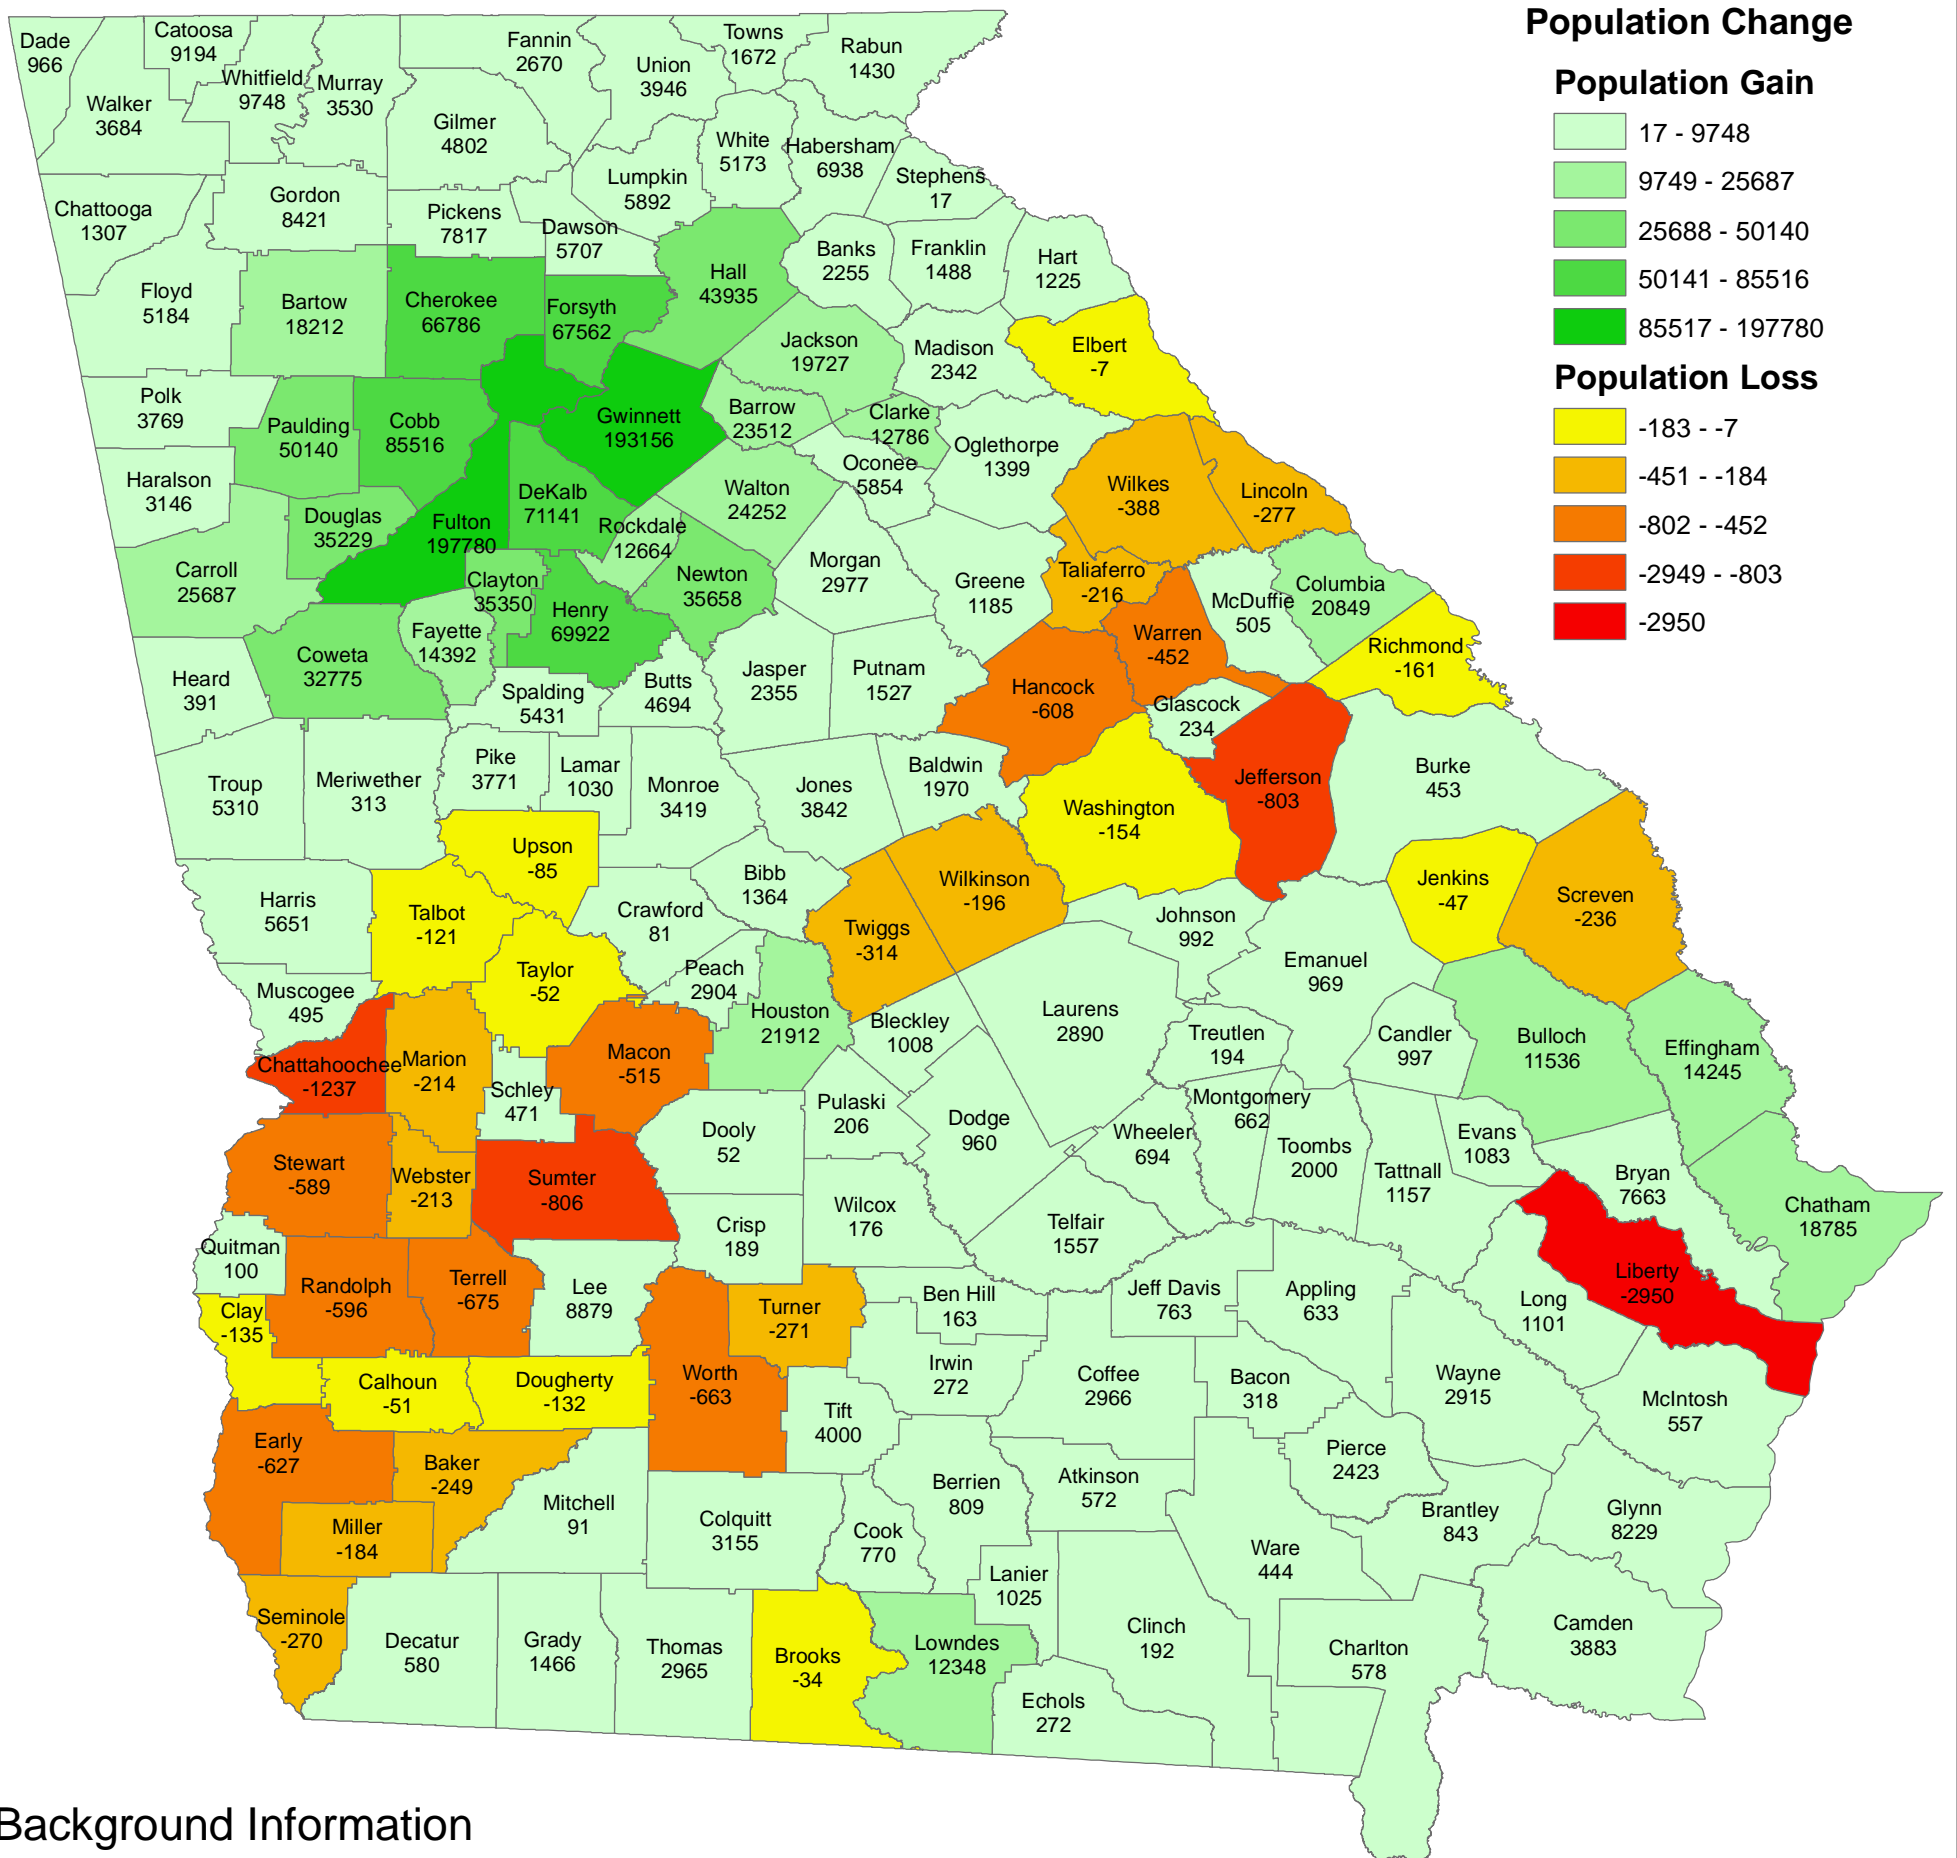 Population Change
Population Gain
17 - 9748
9749 - 25687
25688 - 50140
50141 - 85516
85517 - 197780
Population Loss
-183 - -7
-451 - -184
-802 - -452
-2949 - -803
-2950
Dade
966
Catoosa
9194
Walker
3684
Whitfield
9748
Murray
3530
Fannin
2670
Gilmer
4802
Union
3946
Towns
1672
Rabun
1430
White
5173
Habersham
6938
Lumpkin
5892
Stephens
17
Chattooga
1307
Gordon
8421
Pickens
7817
Dawson
5707
Hall
43935
Banks
2255
Franklin
1488
Hart
1225
Floyd
5184
Bartow
18212
Cherokee
66786
Forsyth
67562
Jackson
19727
Madison
2342
Elbert
-7
Polk
3769
Paulding
50140
Cobb
85516
Gwinnett
193156
Barrow
23512
Clarke
12786
Oglethorpe
1399
Oconee
5854
Haralson
3146
Douglas
35229
Fulton
197780
DeKalb
71141
Rockdale
12664
Walton
24252
Wilkes
-388
Lincoln
-277
Carroll
25687
Clayton
35350
Henry
69922
Newton
35658
Morgan
2977
Greene
1185
Taliaferro
-216
McDuffie
505
Columbia
20849
Warren
-452
Richmond
-161
Heard
391
Coweta
32775
Fayette
14392
Spalding
5431
Butts
4694
Jasper
2355
Putnam
1527
Hancock
-608
Glascock
234
Troup
5310
Meriwether
313
Pike
3771
Lamar
1030
Monroe
3419
Jones
3842
Baldwin
1970
Washington
-154
Jefferson
-803
Burke
453
Upson
-85
Bibb
1364
Wilkinson
-196
Jenkins
-47
Screven
-236
Harris
5651
Talbot
-121
Crawford
81
Twiggs
-314
Johnson
992
Emanuel
969
Taylor
-52
Peach
2904
Muscogee
495
Houston
21912
Bleckley
1008
Laurens
2890
Treutlen
194
Candler
997
Bulloch
11536
Effingham
14245
Chattahoochee
-1237
Marion
-214
Schley
471
Macon
-515
Pulaski
206
Dodge
960
Montgomery
662
Dooly
52
Wheeler
694
Toombs
2000
Tattnall
1157
Evans
1083
Bryan
7663
Chatham
18785
Stewart
-589
Webster
-213
Sumter
-806
Wilcox
176
Crisp
189
Telfair
1557
Quitman
100
Randolph
-596
Terrell
-675
Lee
8879
Turner
-271
Ben Hill
163
Jeff Davis
763
Appling
633
Long
1101
Liberty
-2950
Clay
-135
Calhoun
-51
Dougherty
-132
Worth
-663
Irwin
272
Coffee
2966
Bacon
318
Wayne
2915
McIntosh
557
Tift
4000
Early
-627
Baker
-249
Pierce
2423
Berrien
809
Atkinson
572
Mitchell
91
Miller
-184
Colquitt
3155
Cook
770
Brantley
843
Glynn
8229
Ware
444
Lanier
1025
Seminole
-270
Decatur
580
Grady
1466
Thomas
2965
Brooks
-34
Lowndes
12348
Clinch
192
Charlton
578
Camden
3883
Echols
272
Background Information